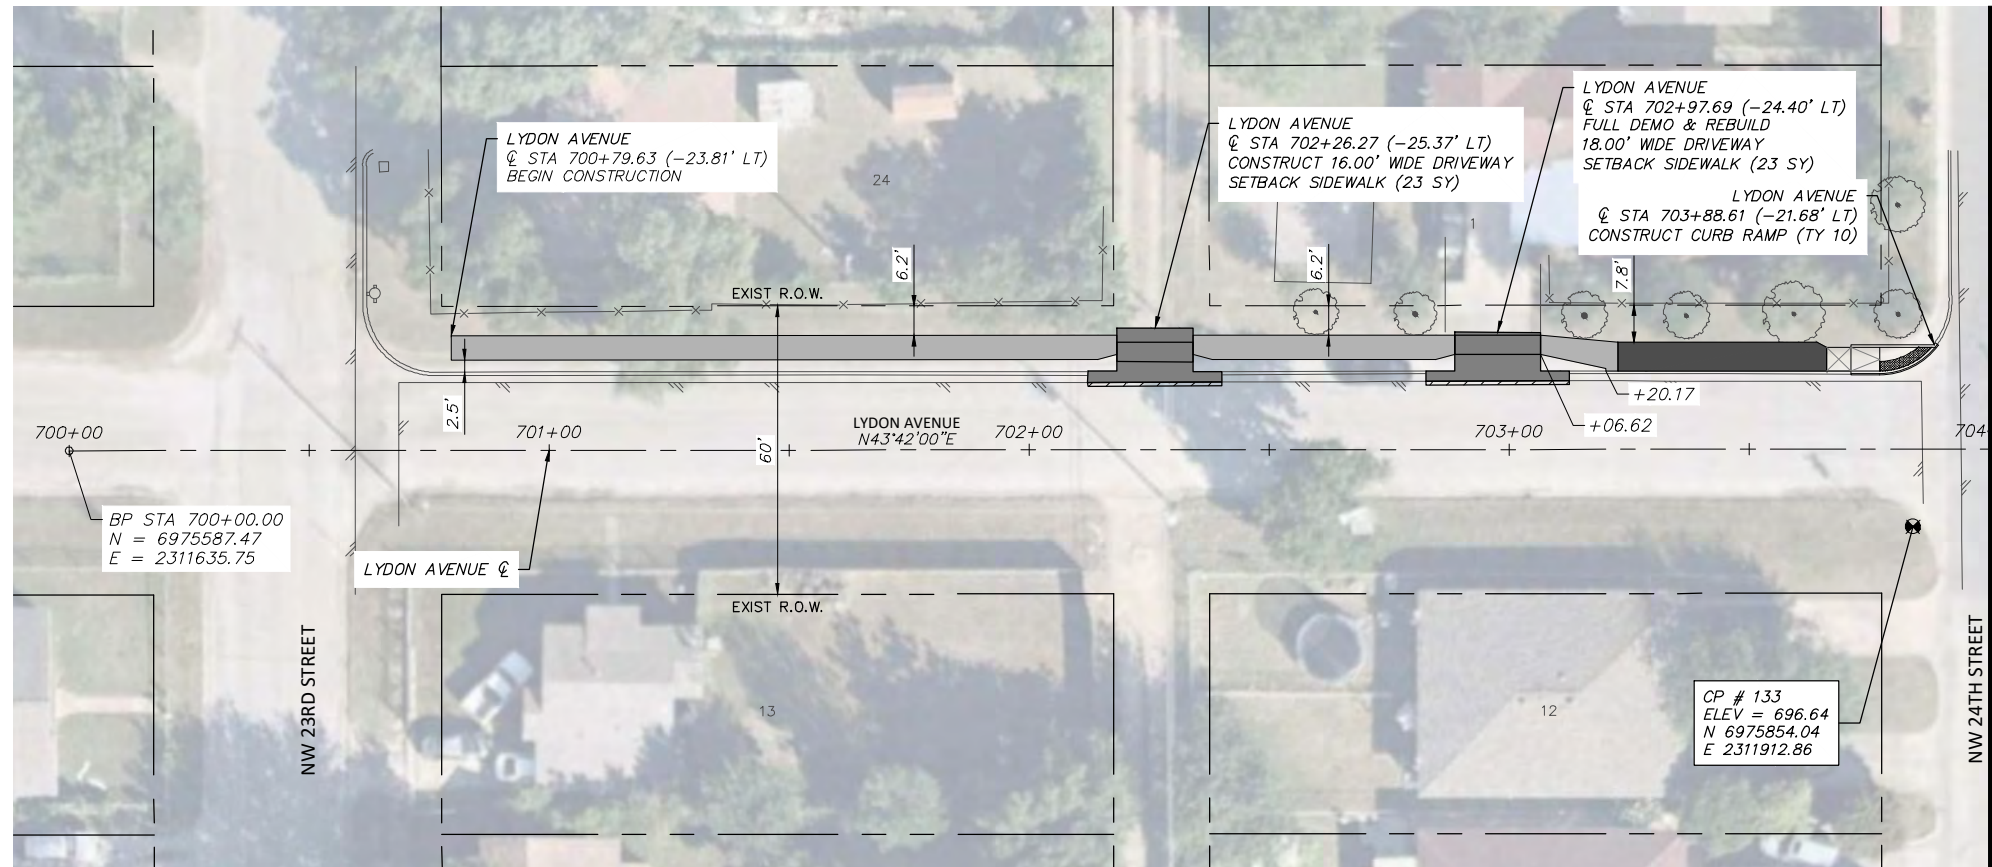 LYDON AVENUE
℄ STA 700+79.63 (-23.81' LT)
BEGIN CONSTRUCTION
24
LYDON AVENUE
℄ STA 702+26.27 (-25.37' LT)
CONSTRUCT 16.00' WIDE DRIVEWAY
SETBACK SIDEWALK (23 SY)
LYDON AVENUE
℄ STA 702+97.69 (-24.40' LT)
FULL DEMO & REBUILD
18.00' WIDE DRIVEWAY
SETBACK SIDEWALK (23 SY)
LYDON AVENUE
℄ STA 703+88.61 (-21.68' LT)
CONSTRUCT CURB RAMP (TY 10)
1
6.2'
6.2'
7.8'
EXIST R.O.W.
2.5'
60'
+20.17
+06.62
700+00
701+00
LYDON AVENUE
N43°42'00"E
702+00
703+00
704
BP STA 700+00.00
N = 6975587.47
E = 2311635.75
LYDON AVENUE ℄
EXIST R.O.W.
NW 23RD STREET
13
12
CP # 133
ELEV = 696.64
N 6975854.04
E 2311912.86
NW 24TH STREET